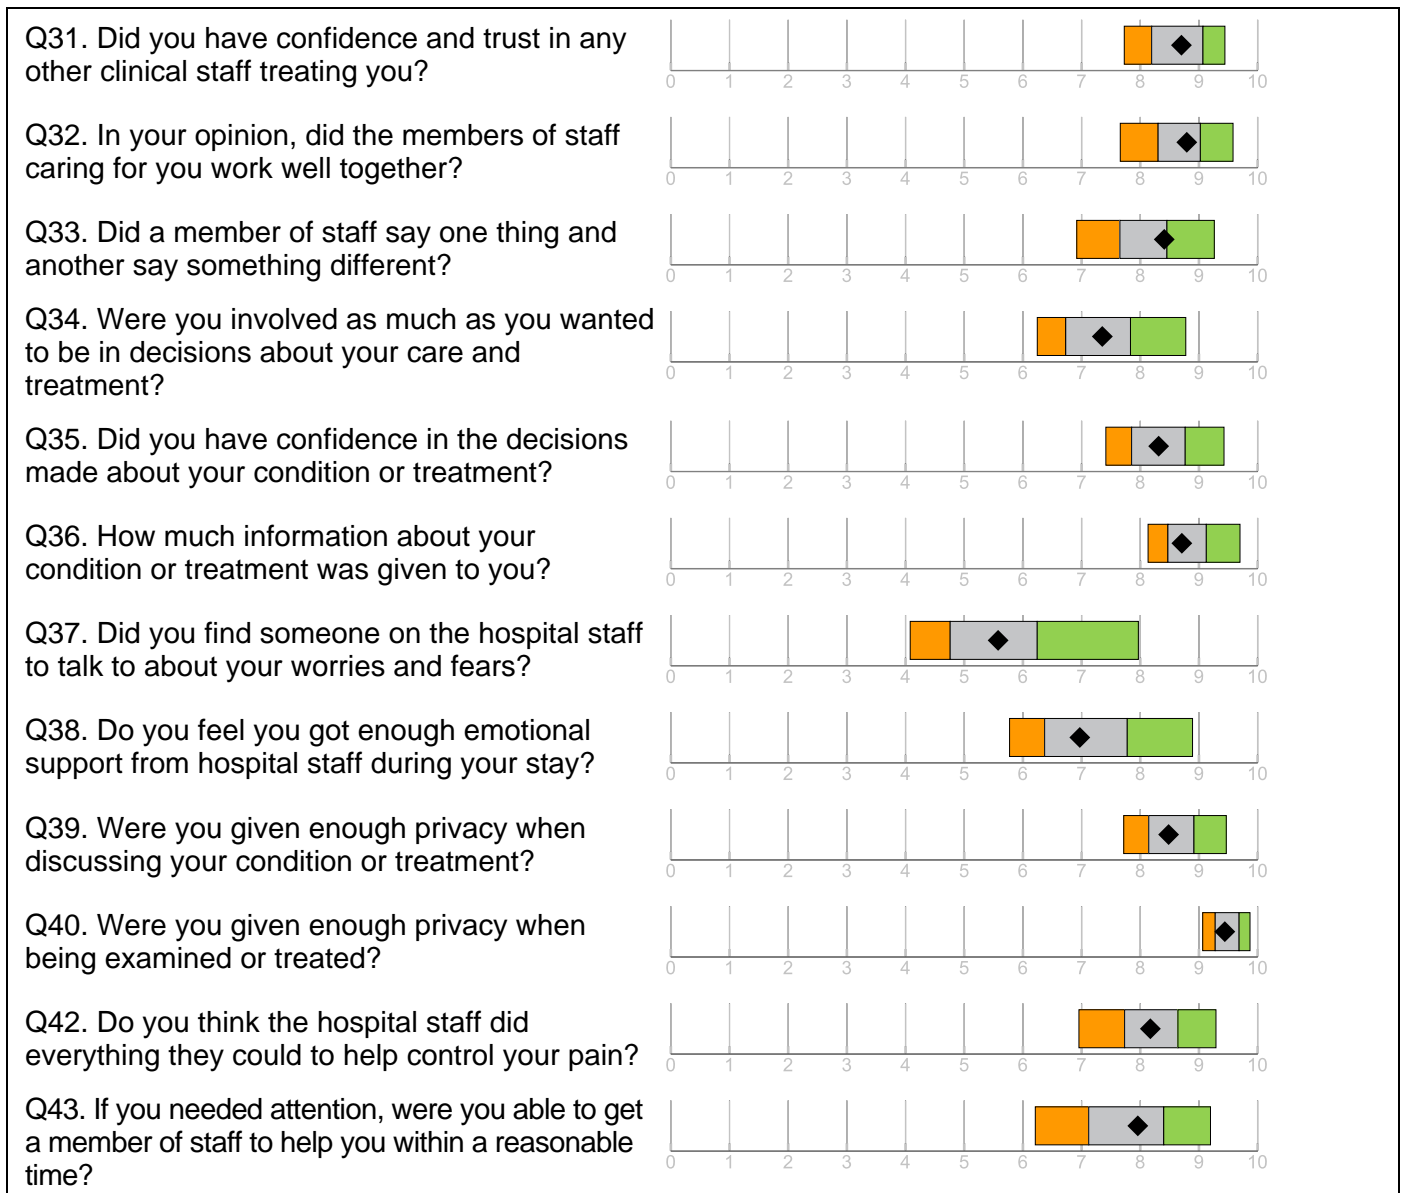 Q31. Did you have confidence and trust in any
other clinical staff treating you?
0 1 2 3 4 5 6 7 8 9 10
Q32. In your opinion, did the members of staff
caring for you work well together?
0 1 2 3 4 5 6 7 8 9 10
Q33. Did a member of staff say one thing and
another say something different?
0 1 2 3 4 5 6 7 8 9 10
Q34. Were you involved as much as you wanted
to be in decisions about your care and
treatment?
0 1 2 3 4 5 6 7 8 9 10
Q35. Did you have confidence in the decisions
made about your condition or treatment?
0 1 2 3 4 5 6 7 8 9 10
Q36. How much information about your
condition or treatment was given to you?
0 1 2 3 4 5 6 7 8 9 10
Q37. Did you find someone on the hospital staff
to talk to about your worries and fears?
0 1 2 3 4 5 6 7 8 9 10
Q38. Do you feel you got enough emotional
support from hospital staff during your stay?
0 1 2 3 4 5 6 7 8 9 10
Q39. Were you given enough privacy when
discussing your condition or treatment?
0 1 2 3 4 5 6 7 8 9 10
Q40. Were you given enough privacy when
being examined or treated?
0 1 2 3 4 5 6 7 8 9 10
Q42. Do you think the hospital staff did
everything they could to help control your pain?
0 1 2 3 4 5 6 7 8 9 10
Q43. If you needed attention, were you able to get
a member of staff to help you within a reasonable
time?
0 1 2 3 4 5 6 7 8 9 10